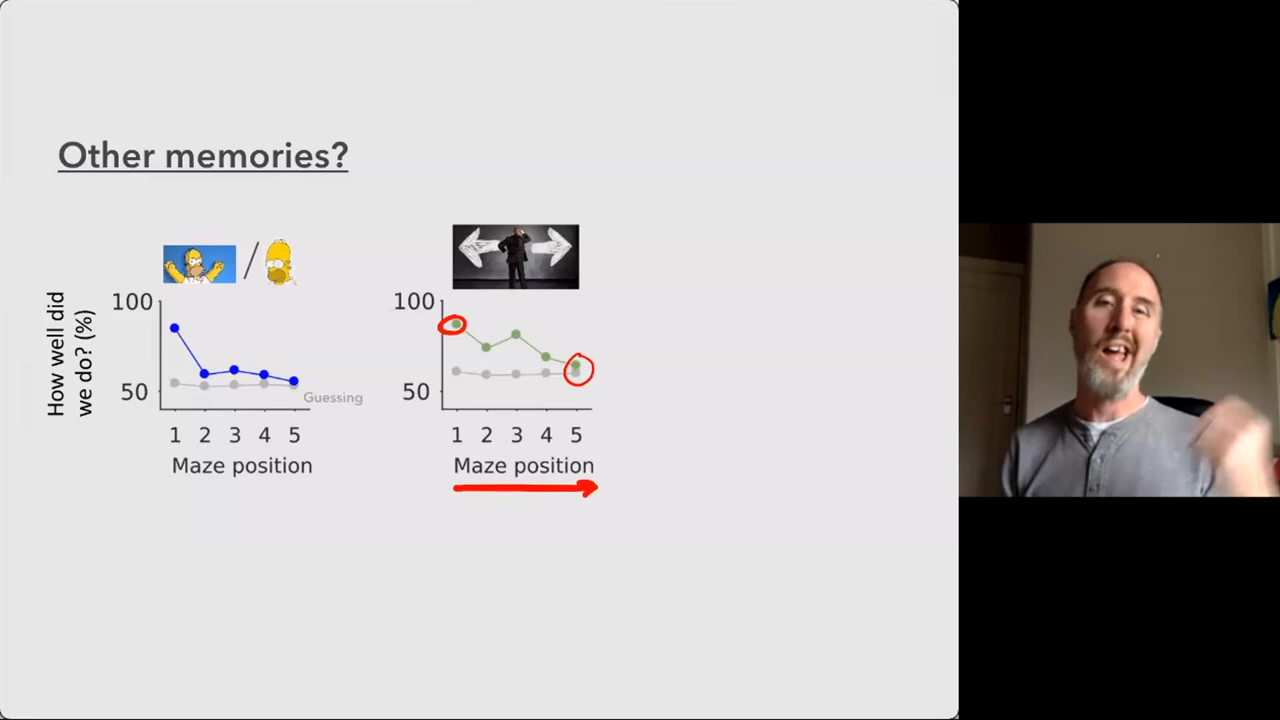 Other memories?
How well did
we do? (%)
100
50
Guessing
1 2 3 4 5
Maze position
100
50
1 2 3 4 5
Maze position